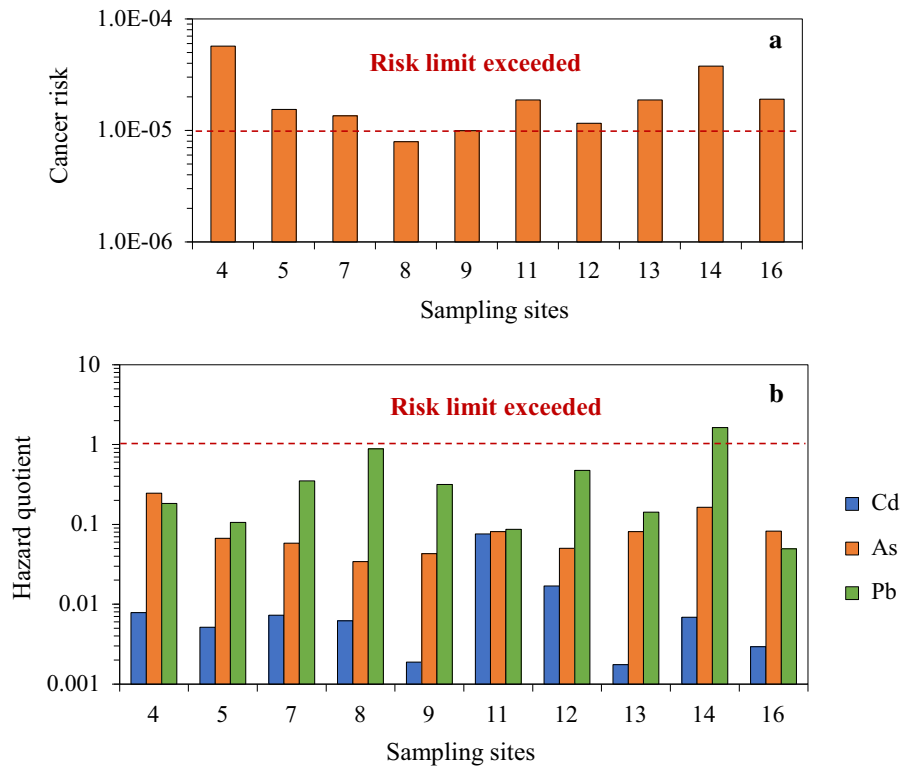 a
Risk limit exceeded
1.0E-04
1.0E-05
1.0E-06
Cancer risk
4 5 7 8 9 11 12 13 14 16
Sampling sites
b
Risk limit exceeded
10
1
0.1
0.01
0.001
Hazard quotient
4 5 7 8 9 11 12 13 14 16
Sampling sites
Cd
As
Pb